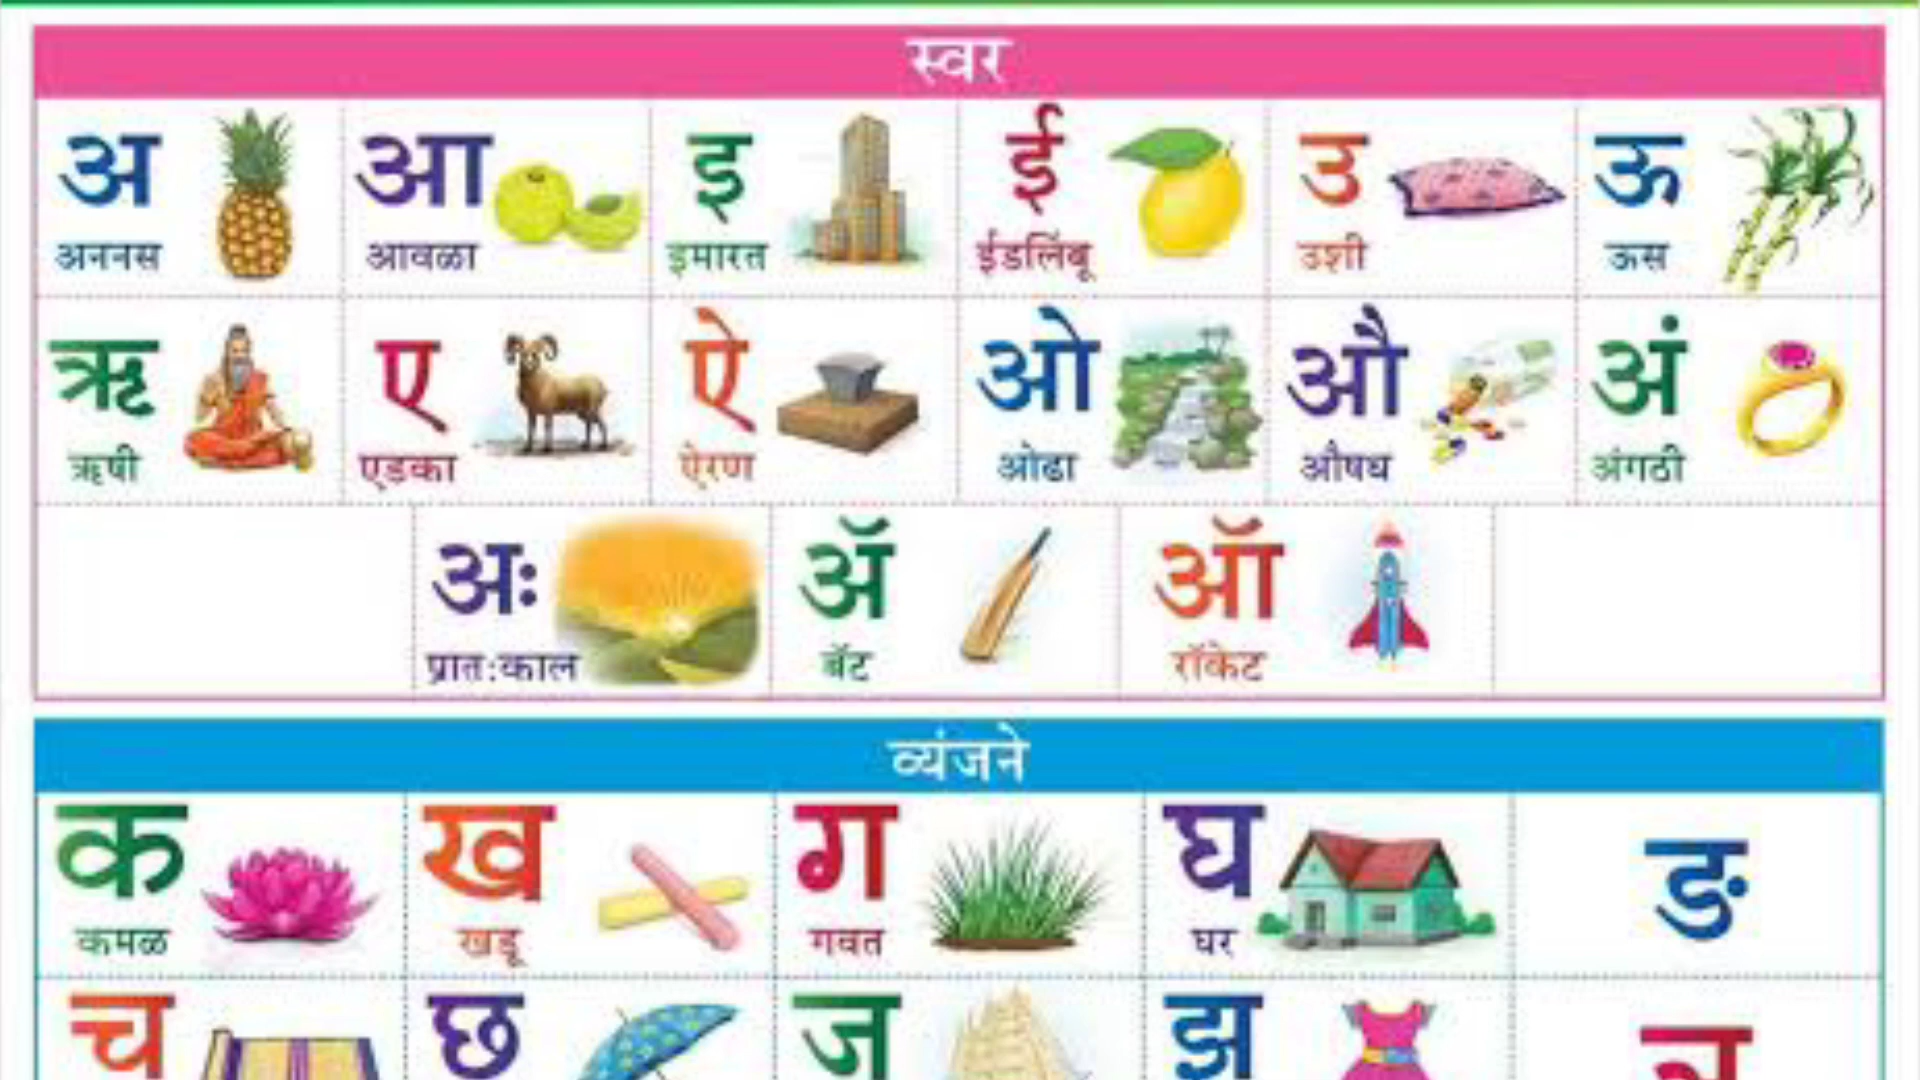 स्वर
अ आ इ ई उ ऊ
अननस आवळा इमारत ईडलिंबू उशी ऊस
ऋ ए ऐ ओ औ अं
ऋषी एडका ऐरण ओढा औषध अंगठी
अः ॲ ऑ
प्रात:काल बॅट रॉकेट
व्यंजने
क ख ग घ ङ
कमळ खडू गवत घर
च छ ज झ ञ